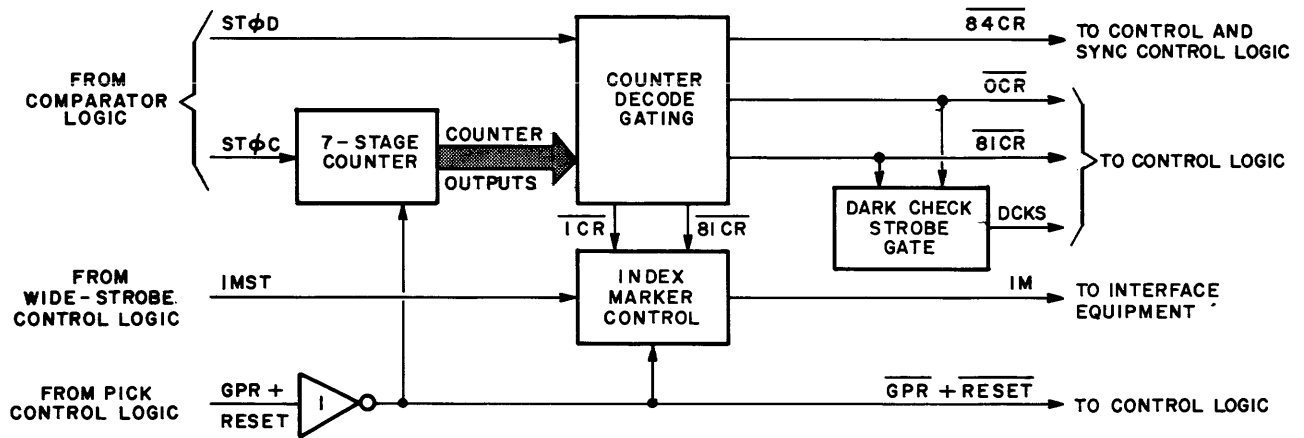 FROM
COMPARATOR
LOGIC
STϕD
STϕC
7-STAGE
COUNTER
COUNTER
OUTPUTS
COUNTER
DECODE
GATING
84CR
TO CONTROL AND
SYNC CONTROL LOGIC
OCR
81CR
TO CONTROL LOGIC
DARK CHECK
STROBE
GATE
DCKS
1CR
81CR
FROM
WIDE-STROBE.
CONTROL LOGIC
IMST
INDEX
MARKER
CONTROL
IM
TO INTERFACE
EQUIPMENT
FROM PICK
CONTROL LOGIC
GPR +
RESET
I
GPR + RESET
TO CONTROL LOGIC